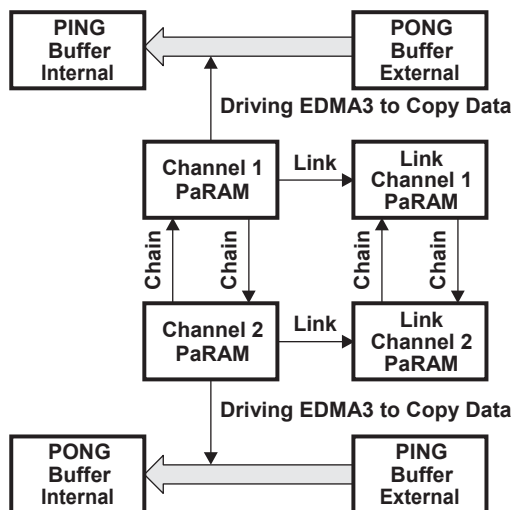 PING
Buffer
Internal
PONG
Buffer
External
Driving EDMA3 to Copy Data
Channel 1
PaRAM
Link
Link
Channel 1
PaRAM
Chain
Chain
Chain
Chain
Channel 2
PaRAM
Link
Link
Channel 2
PaRAM
Driving EDMA3 to Copy Data
PONG
Buffer
Internal
PING
Buffer
External